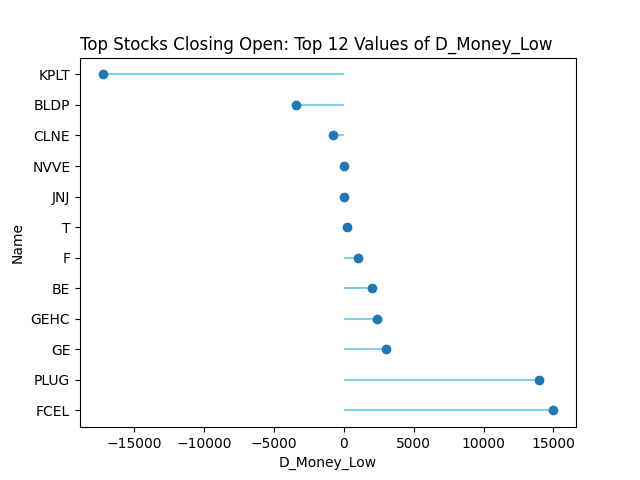 Top Stocks Closing Open: Top 12 Values of D_Money_Low
KPLT
BLDP
CLNE
NVVE
JNJ
T
F
BE
GEHC
GE
PLUG
FCEL
Name
−15000 −10000 −5000 0 5000 10000 15000
D_Money_Low